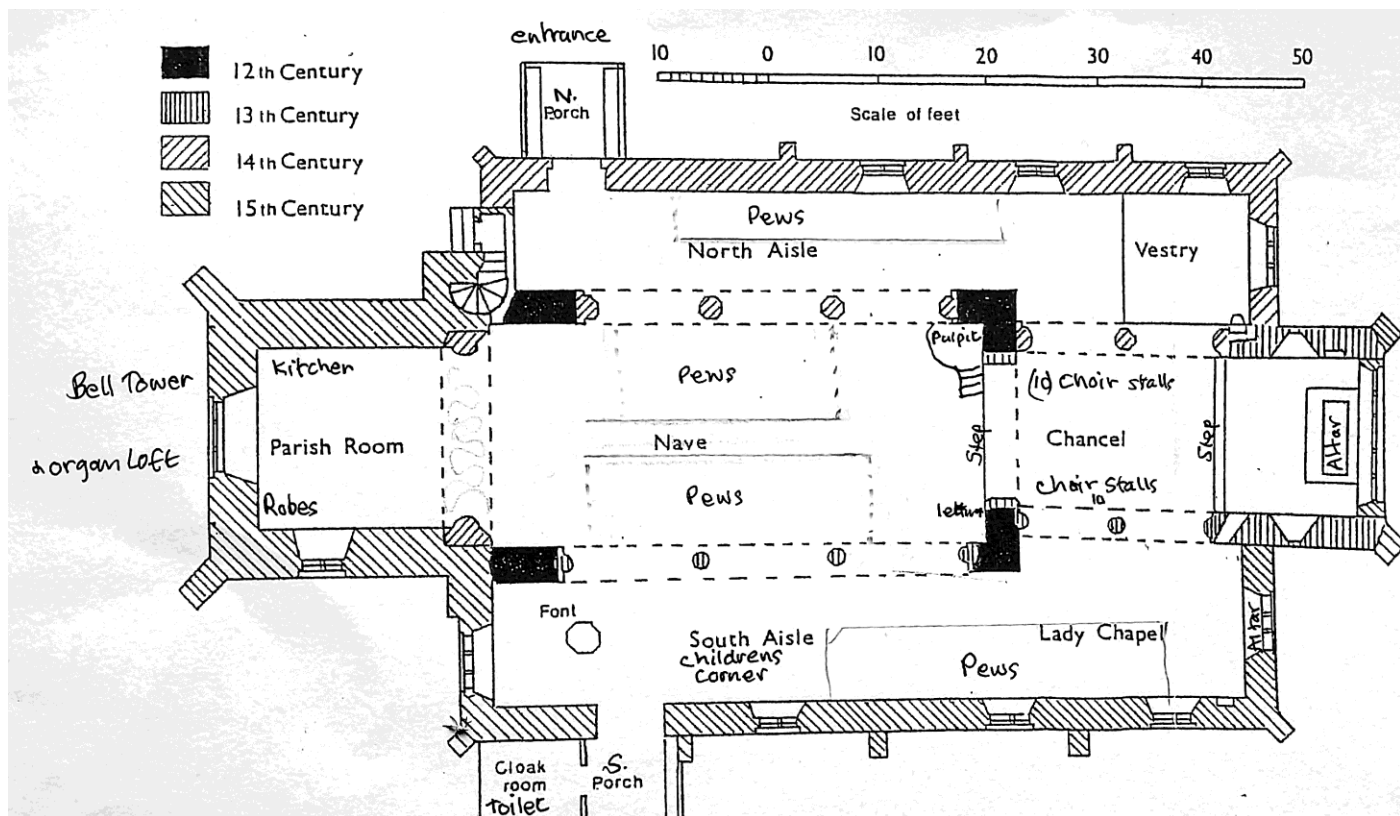 entrance
10 0 10 20 30 40 50
Scale of feet
12th Century
13th Century
14th Century
15th Century
N.
Porch
Pews
North Aisle
Vestry
Pulpit
Kitchen
Bell Tower
Parish Room
& organ Loft
Robes
Pews
Nave
Pews
Step
(10) Choir stalls
Chancel
Choir Stalls
10
Step
Altar
Font
South Aisle
childrens
corner
Lady Chapel
Pews
Altar
Cloak
room
toilet
S.
Porch